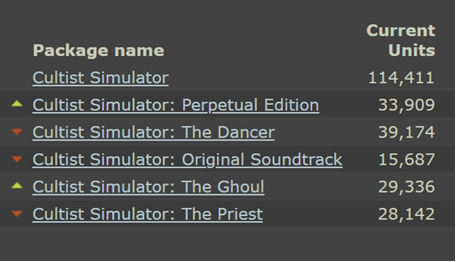 Package name Current Units
Cultist Simulator 114,411
Cultist Simulator: Perpetual Edition 33,909
Cultist Simulator: The Dancer 39,174
Cultist Simulator: Original Soundtrack 15,687
Cultist Simulator: The Ghoul 29,336
Cultist Simulator: The Priest 28,142